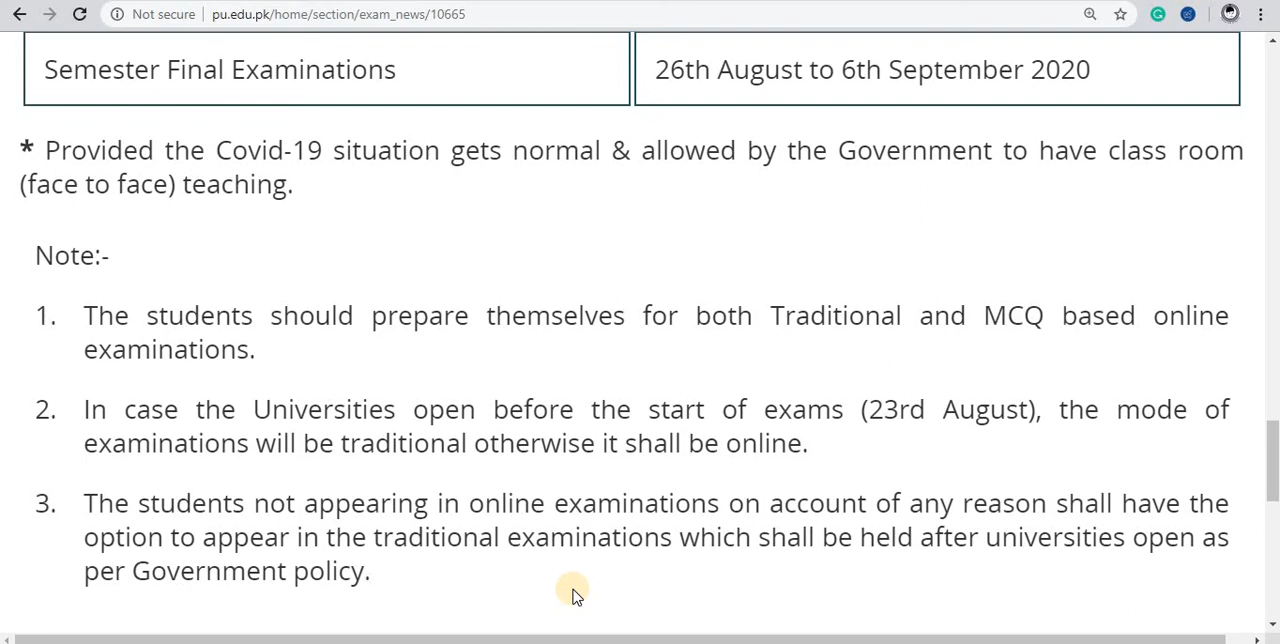 Not secure | pu.edu.pk/home/section/exam_news/10665
Semester Final Examinations
26th August to 6th September 2020
* Provided the Covid-19 situation gets normal & allowed by the Government to have class room
(face to face) teaching.
Note:-
1. The students should prepare themselves for both Traditional and MCQ based online
examinations.
2. In case the Universities open before the start of exams (23rd August), the mode of
examinations will be traditional otherwise it shall be online.
3. The students not appearing in online examinations on account of any reason shall have the
option to appear in the traditional examinations which shall be held after universities open as
per Government policy.